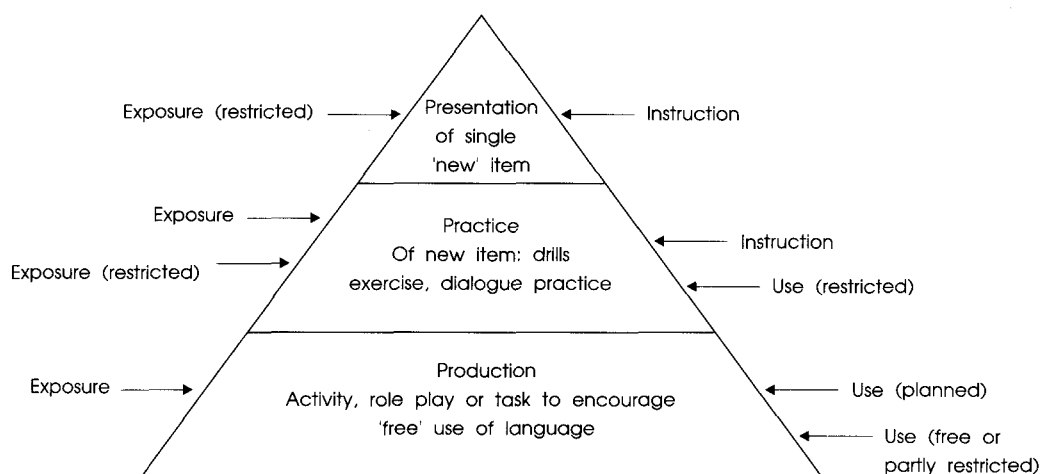 Exposure (restricted)
Presentation
of single
'new' item
Instruction
Exposure
Exposure (restricted)
Practice
Of new item: drills
exercise, dialogue practice
Instruction
Use (restricted)
Exposure
Production
Activity, role play or task to encourage
'free' use of language
Use (planned)
Use (free or
partly restricted)